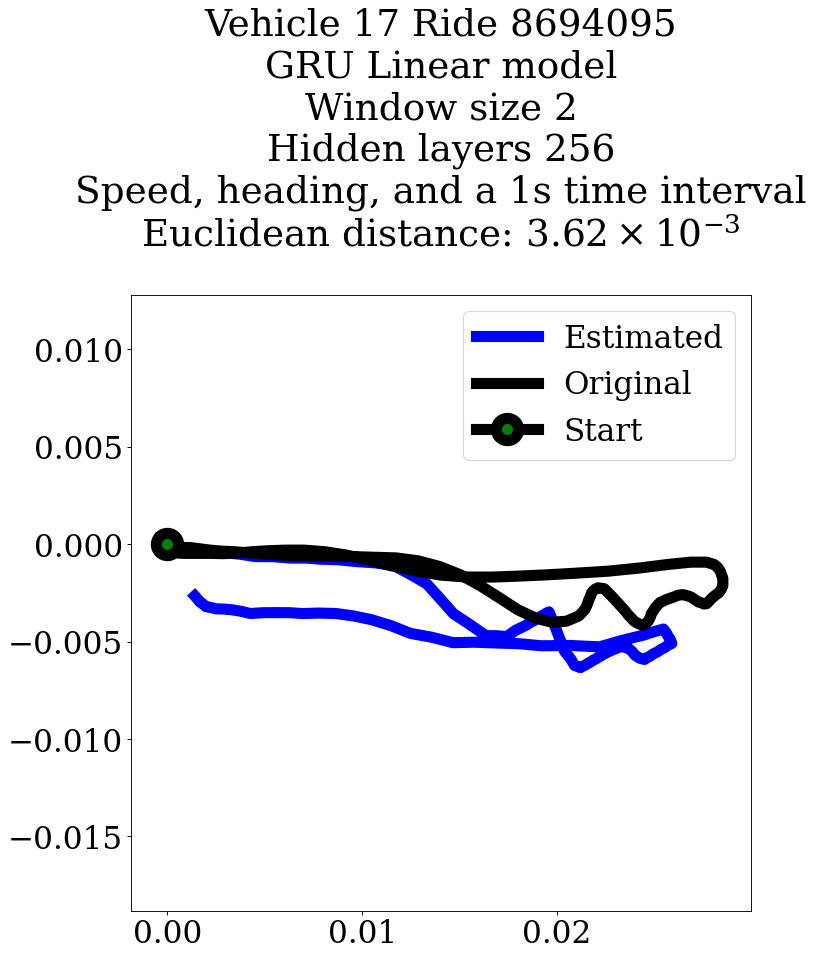 Vehicle 17 Ride 8694095
GRU Linear model
Window size 2
Hidden layers 256
Speed, heading, and a 1s time interval
Euclidean distance: 3.62 × 10⁻³
Estimated
Original
Start
0.010
0.005
0.000
−0.005
−0.010
−0.015
0.00 0.01 0.02